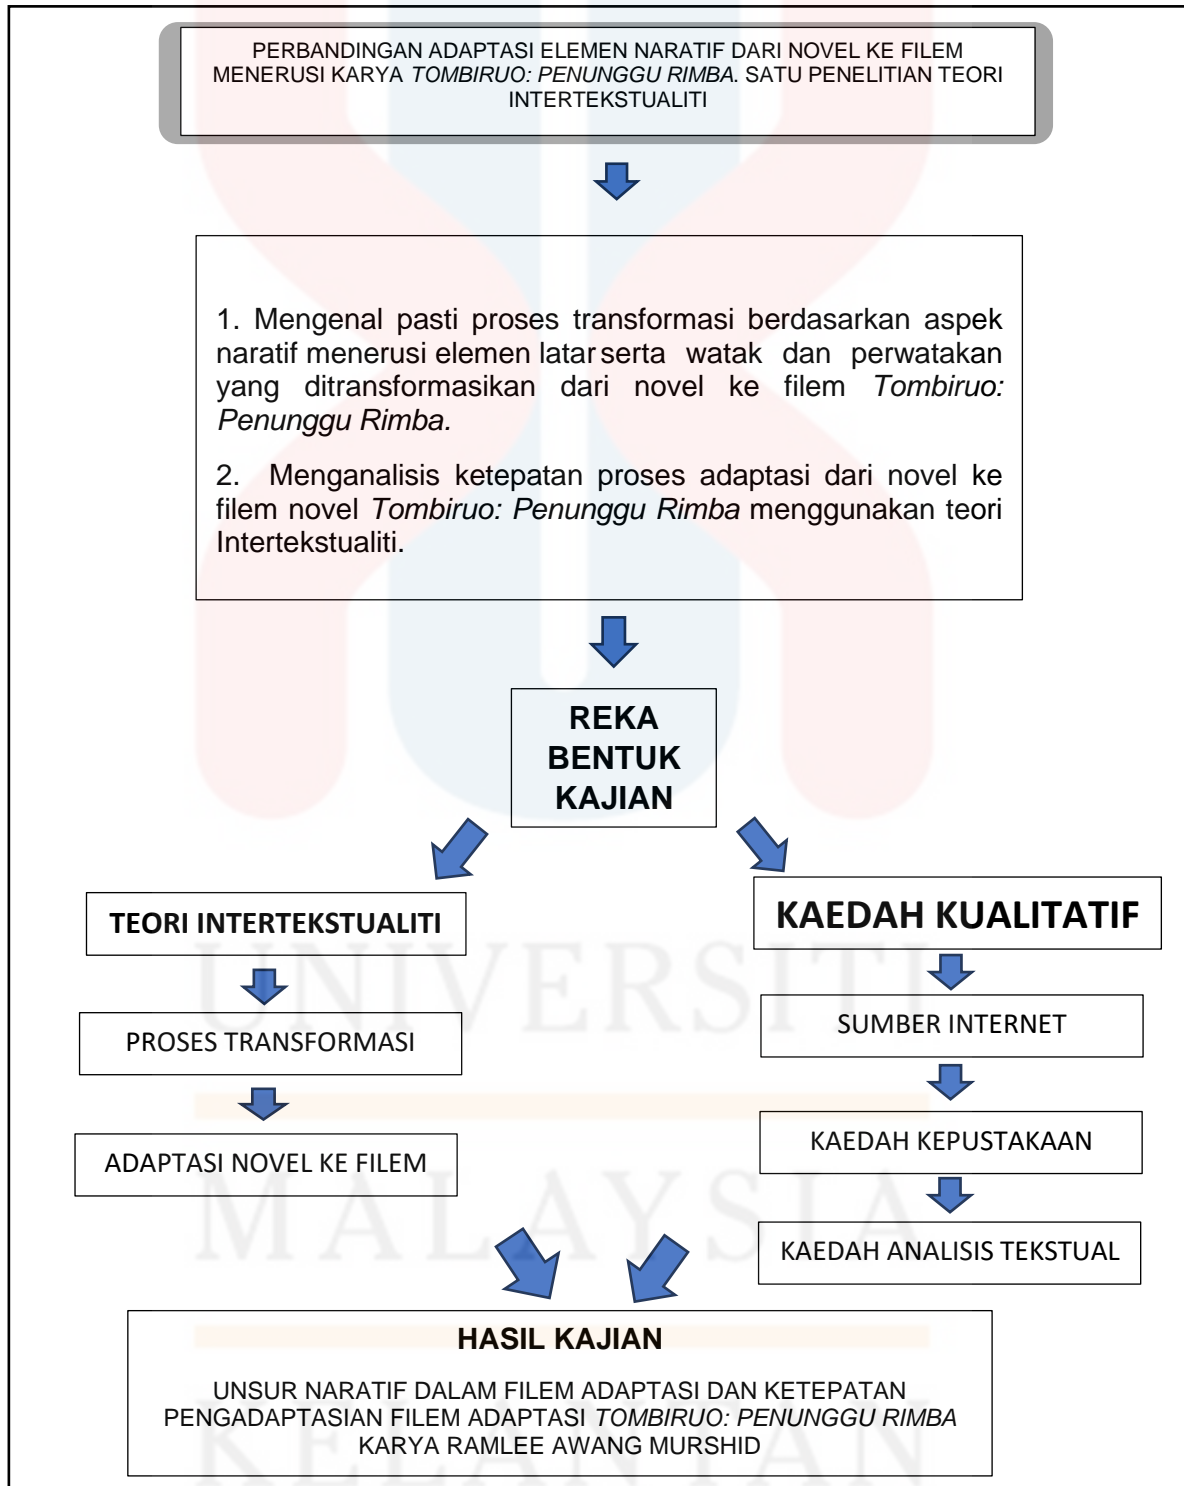 PERBANDINGAN ADAPTASI ELEMEN NARATIF DARI NOVEL KE FILEM
MENERUSI KARYA TOMBIRUO: PENUNGGU RIMBA. SATU PENELITIAN TEORI
INTERTEKSTUALITI
1. Mengenal pasti proses transformasi berdasarkan aspek
naratif menerusi elemen latar serta watak dan perwatakan
yang ditransformasikan dari novel ke filem Tombiruo:
Penunggu Rimba.
2. Menganalisis ketepatan proses adaptasi dari novel ke
filem novel Tombiruo: Penunggu Rimba menggunakan teori
Intertekstualiti.
REKA
BENTUK
KAJIAN
TEORI INTERTEKSTUALITI
PROSES TRANSFORMASI
ADAPTASI NOVEL KE FILEM
KAEDAH KUALITATIF
SUMBER INTERNET
KAEDAH KEPUSTAKAAN
KAEDAH ANALISIS TEKSTUAL
HASIL KAJIAN
UNSUR NARATIF DALAM FILEM ADAPTASI DAN KETEPATAN
PENGADAPTASIAN FILEM ADAPTASI TOMBIRUO: PENUNGGU RIMBA
KARYA RAMLEE AWANG MURSHID
UNIVERSITI
MALAYSIA
KELANTAN